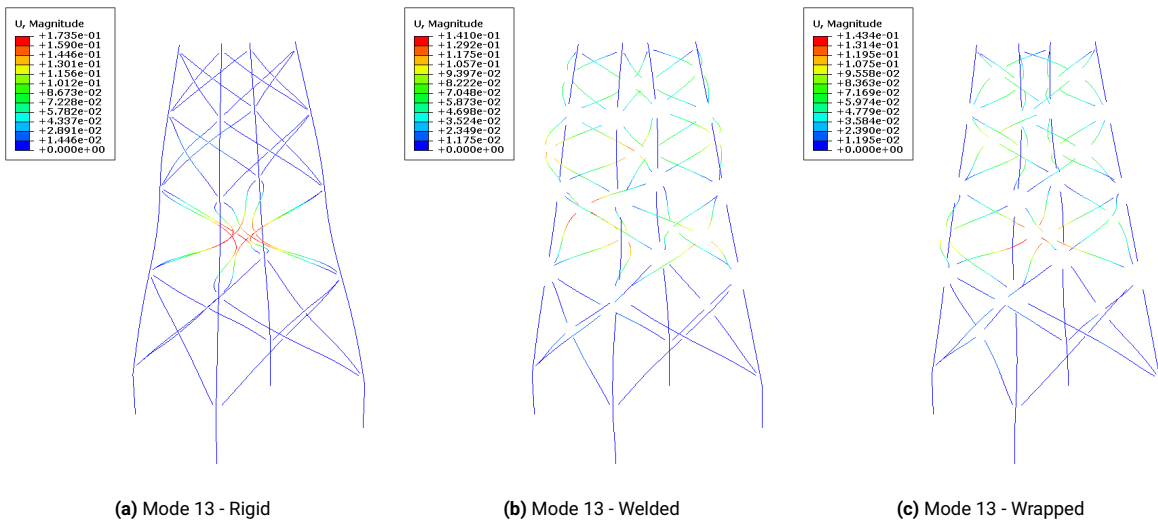 U, Magnitude
+1.735e-01
+1.590e-01
+1.446e-01
+1.301e-01
+1.156e-01
+1.012e-01
+8.673e-02
+7.228e-02
+5.782e-02
+4.337e-02
+2.891e-02
+1.446e-02
+0.000e+00
U, Magnitude
+1.410e-01
+1.292e-01
+1.175e-01
+1.057e-01
+9.397e-02
+8.222e-02
+7.048e-02
+5.873e-02
+4.698e-02
+3.524e-02
+2.349e-02
+1.175e-02
+0.000e+00
U, Magnitude
+1.434e-01
+1.314e-01
+1.195e-01
+1.075e-01
+9.558e-02
+8.363e-02
+7.169e-02
+5.974e-02
+4.779e-02
+3.584e-02
+2.390e-02
+1.195e-02
+0.000e+00
(a) Mode 13 - Rigid
(b) Mode 13 - Welded
(c) Mode 13 - Wrapped